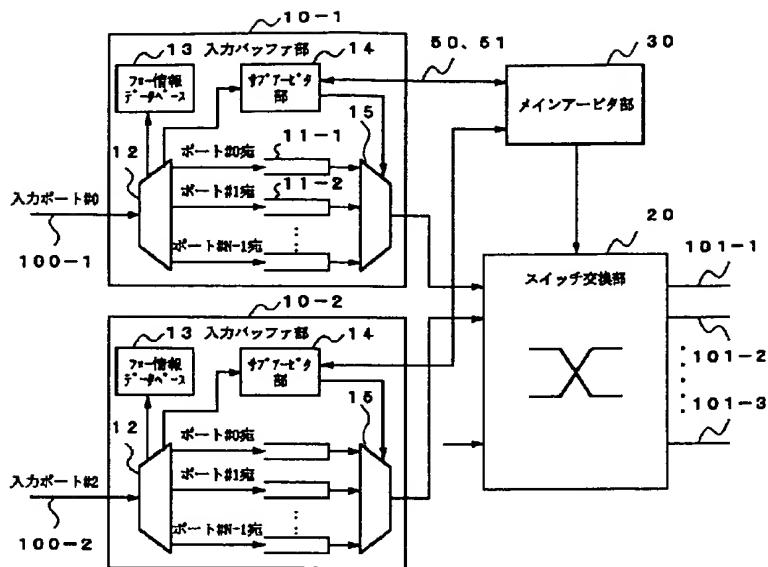 10-1
13
入力バッファ部
14
50、51
30
フロー情報
データベース
サブアービタ
部
メインアービタ部
12
15
11-1
ポート#0宛
11-2
ポート#1宛
入力ポート#0
ポート#N-1宛
100-1
20
101-1
スイッチ交換部
10-2
13
入力バッファ部
14
フロー情報
データベース
サブアービタ
部
101-2
101-3
12
15
ポート#0宛
ポート#1宛
入力ポート#2
ポート#N-1宛
100-2